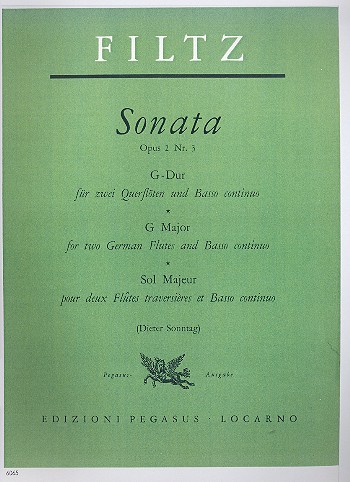 FILTZ
Sonata
Opus 2 Nr. 3
G-Dur
für zwei Querflöten und Basso continuo
*
G Major
for two German Flutes and Basso continuo
*
Sol Majeur
pour deux Flûtes traversières et Basso continuo
(Dieter Sonntag)
Pegasus- Ausgabe
EDIZIONI PEGASUS · LOCARNO
6065